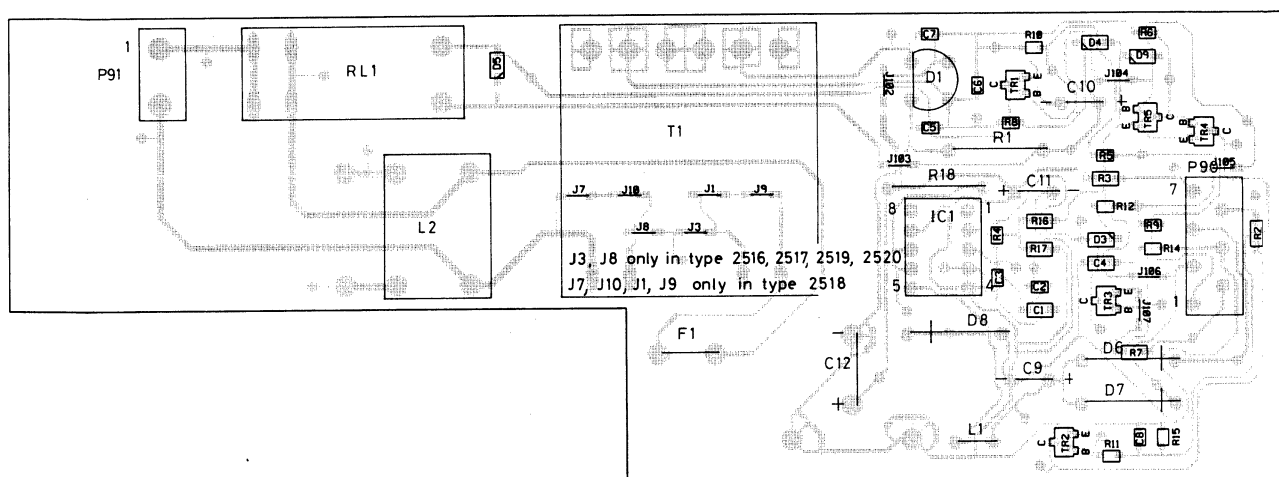 1
P91
RL1
D5
T1
L2
J7
J10
J1
J9
J8
J3
J3, J8 only in type 2516, 2517, 2519, 2520
J7, J10, J1, J9 only in type 2518
F1
C7
D1
J102
C6
C5
R10
TR1
E
B
C
R8
D4
C10
- +
J104
R6
D9
TR5
B
E
C
TR4
B
E
C
R1
J103
R18
R5
R3
J105
P90
7
1
+ C11 -
8
1
IC1
5
4
R4
R16
R17
R12
D3
C4
R9
R14
R2
J106
C2
C1
TR3
C
E
B
J107
D8
-
C12
+
D6
R7
- C9 +
D7
L1
TR2
C
E
B
R11
C8
R15